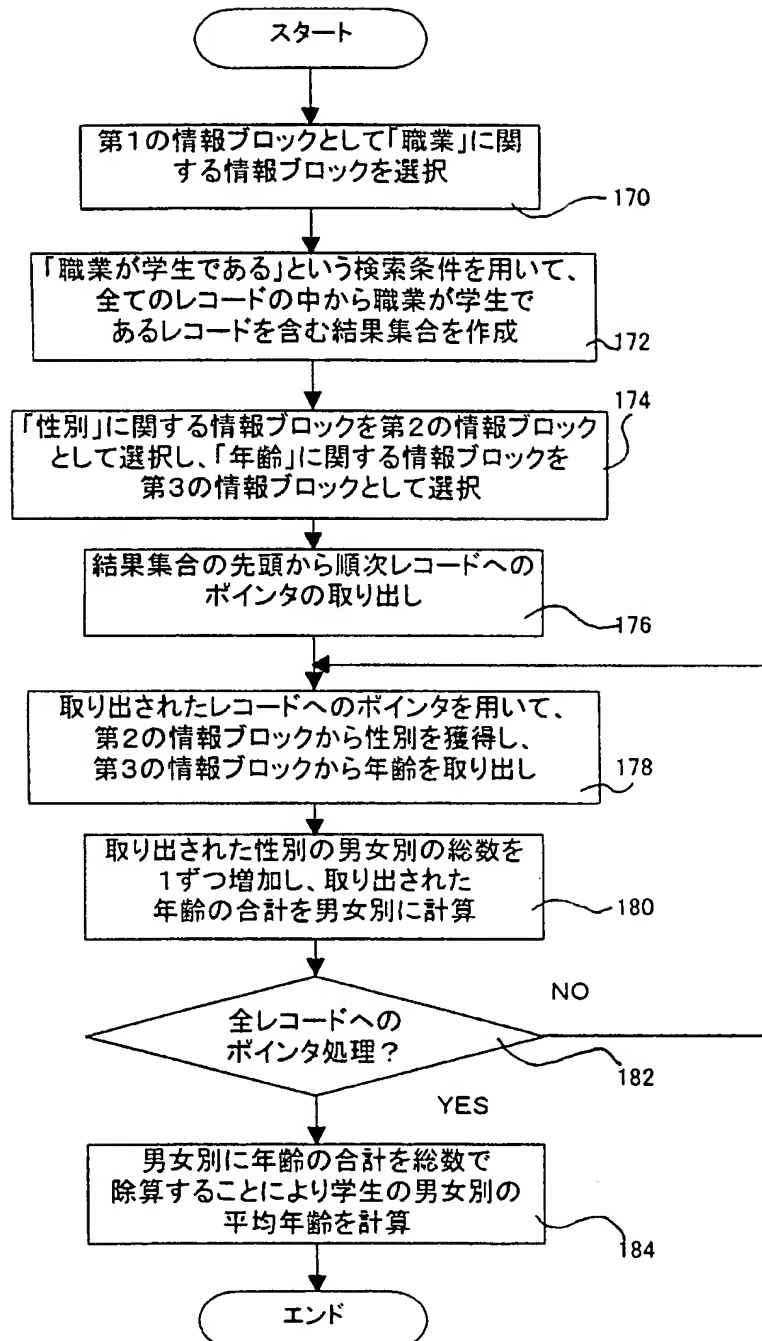 スタート
第1の情報ブロックとして「職業」に関
する情報ブロックを選択
170
「職業が学生である」という検索条件を用いて、
全てのレコードの中から職業が学生で
あるレコードを含む結果集合を作成
172
174
「性別」に関する情報ブロックを第2の情報ブロック
として選択し、「年齢」に関する情報ブロックを
第3の情報ブロックとして選択
結果集合の先頭から順次レコードへの
ポインタの取り出し
176
取り出されたレコードへのポインタを用いて、
第2の情報ブロックから性別を獲得し、
第3の情報ブロックから年齢を取り出し
178
取り出された性別の男女別の総数を
1ずつ増加し、取り出された
年齢の合計を男女別に計算
180
NO
全レコードへの
ポインタ処理?
182
YES
男女別に年齢の合計を総数で
除算することにより学生の男女別の
平均年齢を計算
184
エンド